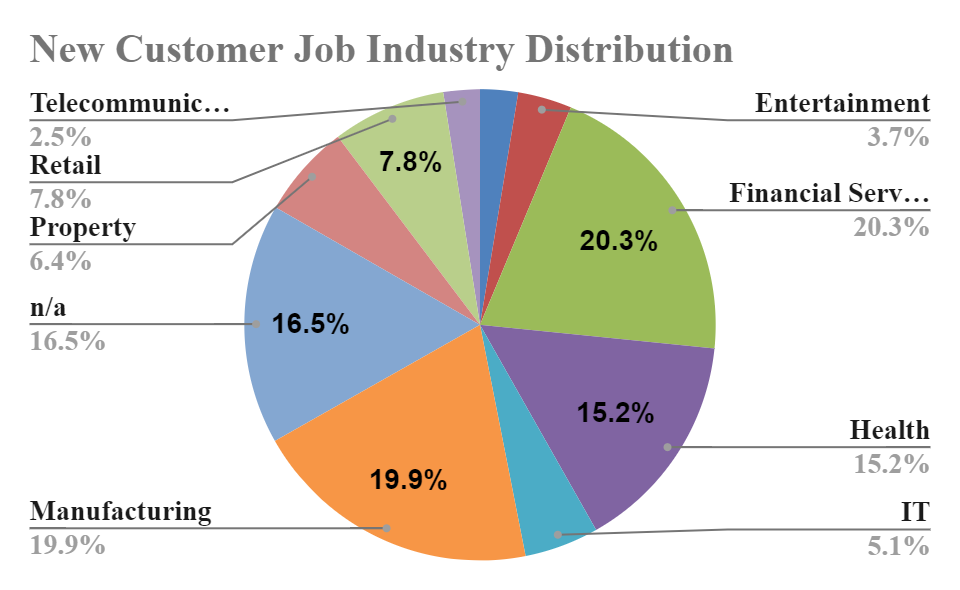 New Customer Job Industry Distribution
Telecommunic…
2.5%
Retail
7.8%
Property
6.4%
n/a
16.5%
Manufacturing
19.9%
Entertainment
3.7%
Financial Serv…
20.3%
Health
15.2%
IT
5.1%
7.8%
20.3%
16.5%
15.2%
19.9%